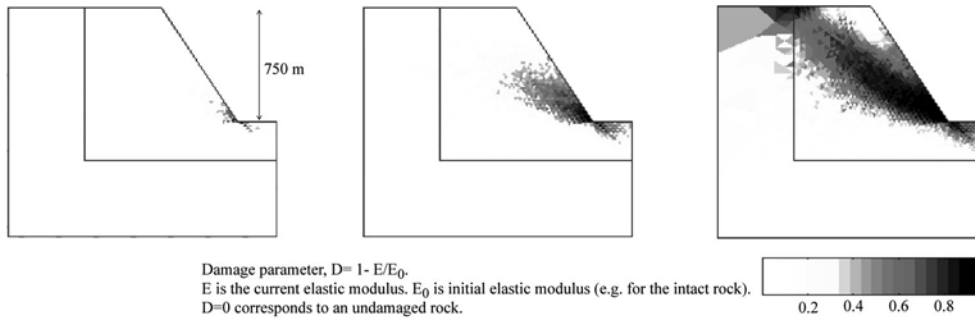 750 m
Damage parameter, D= 1- E/E₀.
E is the current elastic modulus. E₀ is initial elastic modulus (e.g. for the intact rock).
D=0 corresponds to an undamaged rock.
0.2 0.4 0.6 0.8